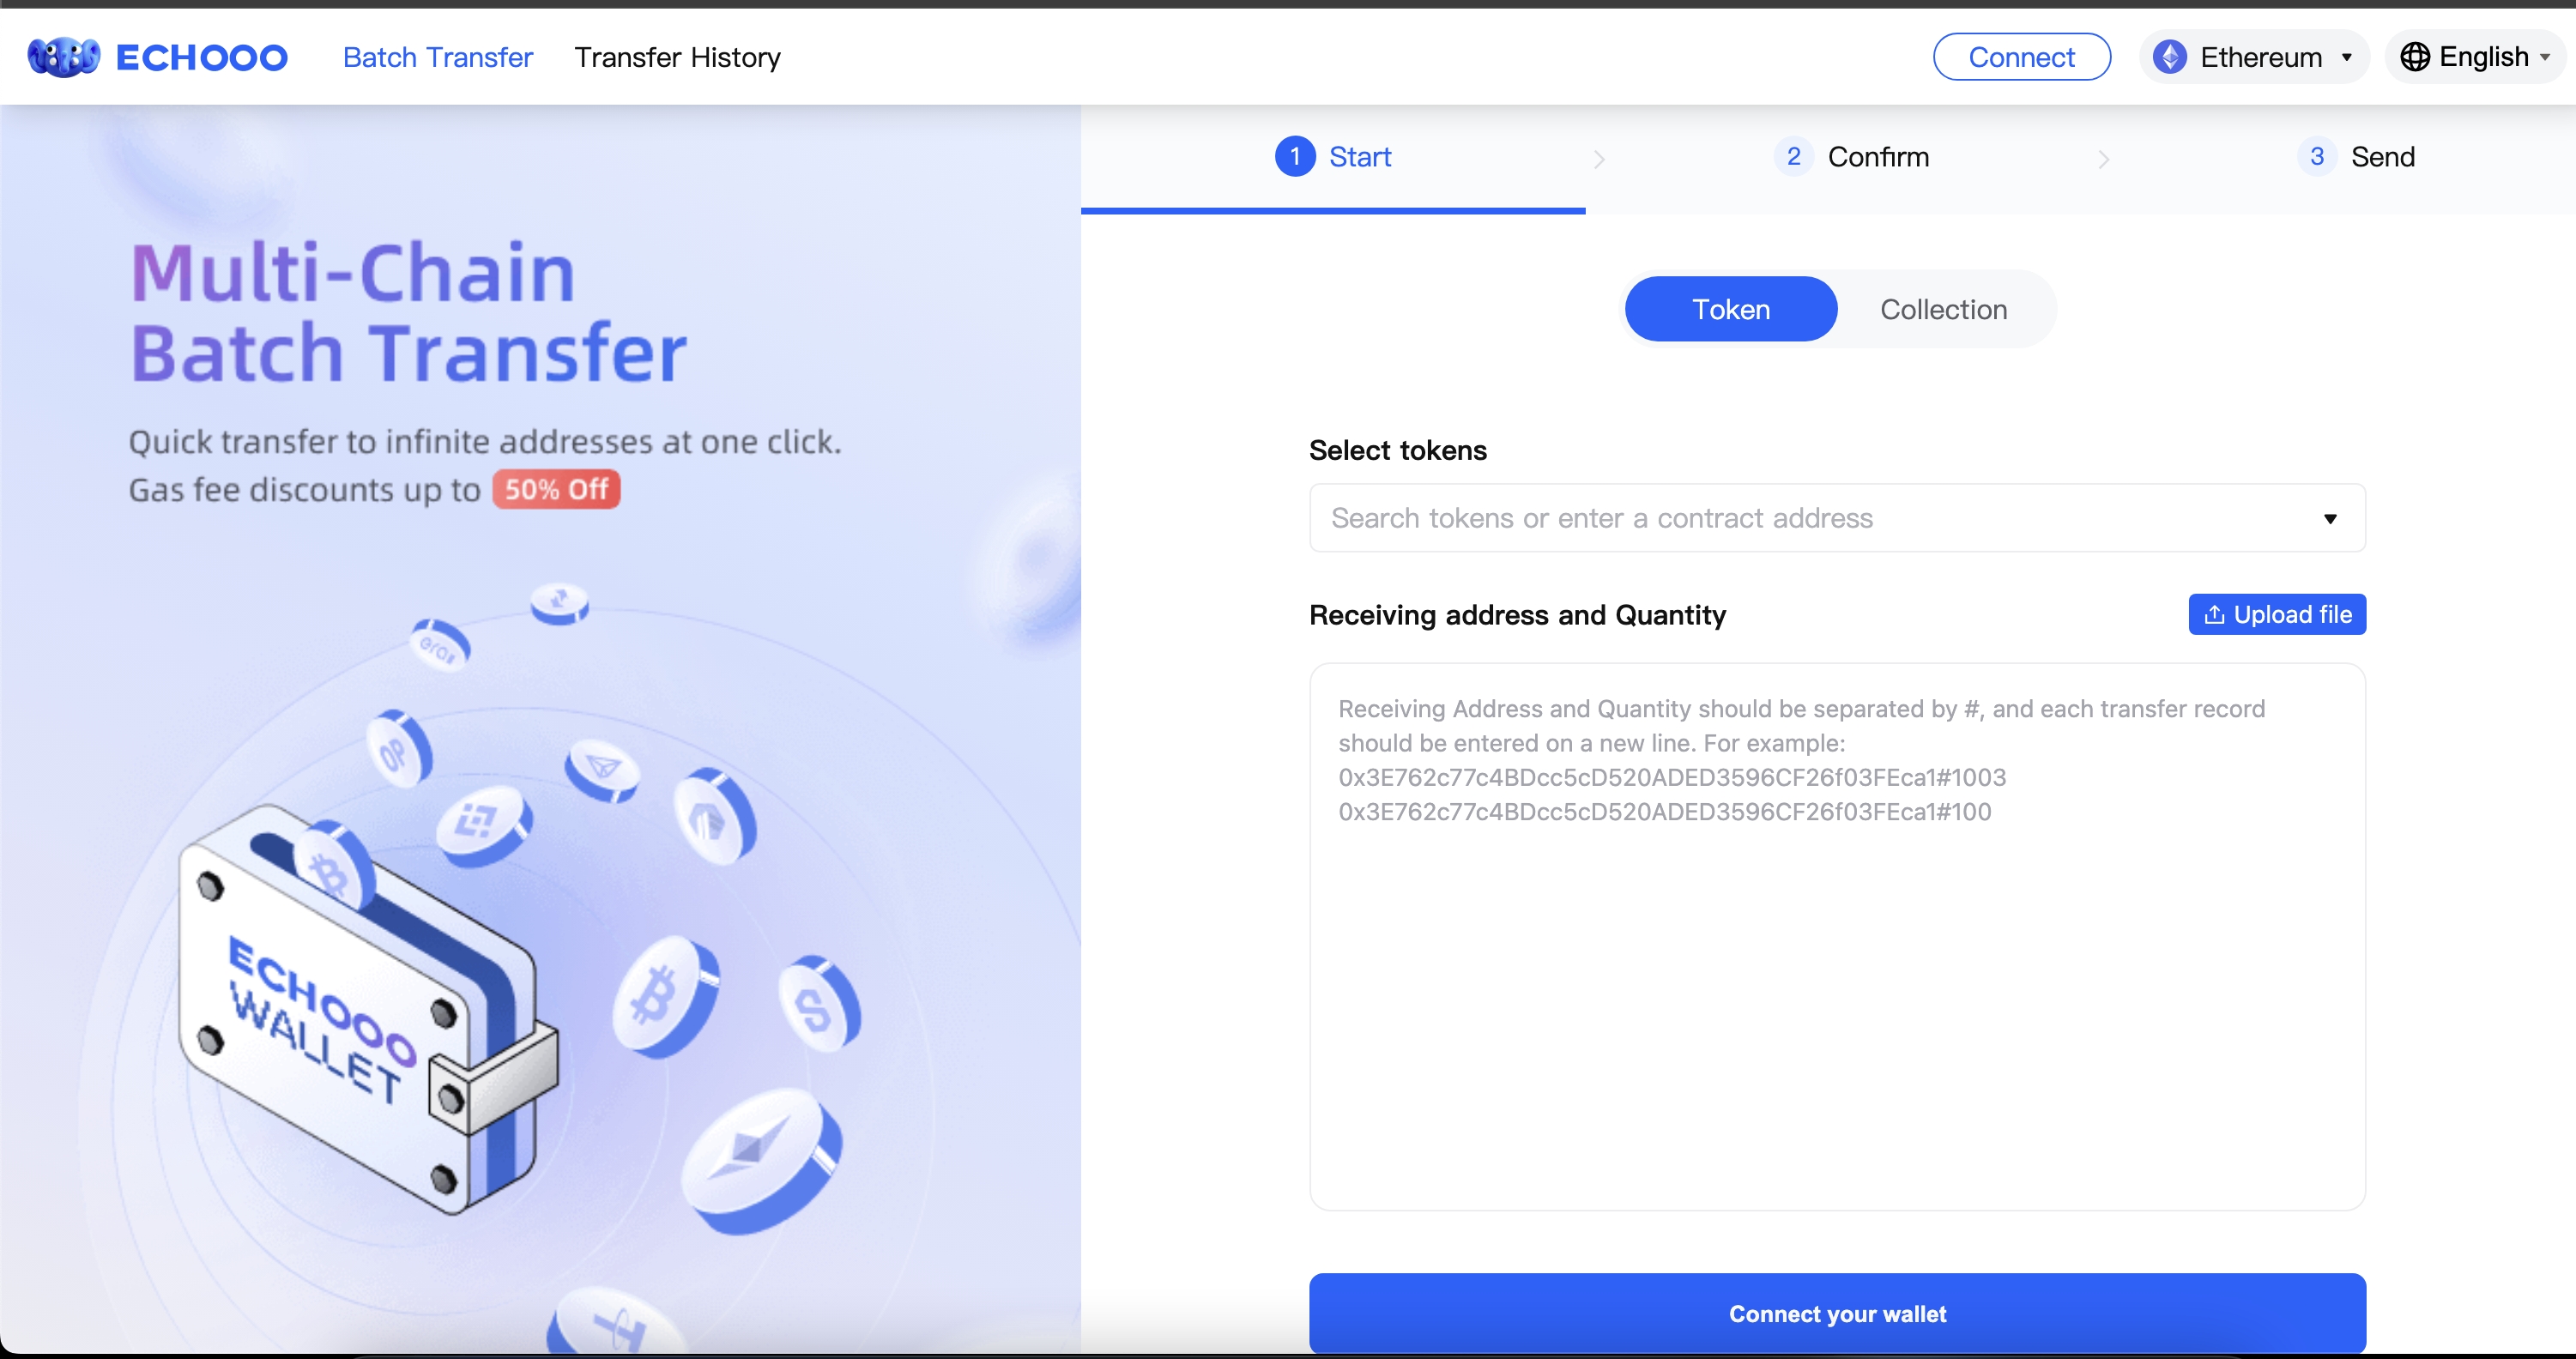 ECHOOO
Batch Transfer
Transfer History
Connect
Ethereum
English
Multi-Chain
Batch Transfer
Quick transfer to infinite addresses at one click.
Gas fee discounts up to 50% Off
OP
ECHOOO
WALLET
1 Start
2 Confirm
3 Send
Token
Collection
Select tokens
Search tokens or enter a contract address
Receiving address and Quantity
Upload file
Receiving Address and Quantity should be separated by #, and each transfer record
should be entered on a new line. For example:
0x3E762c77c4BDcc5cD520ADED3596CF26f03FEca1#1003
0x3E762c77c4BDcc5cD520ADED3596CF26f03FEca1#100
Connect your wallet